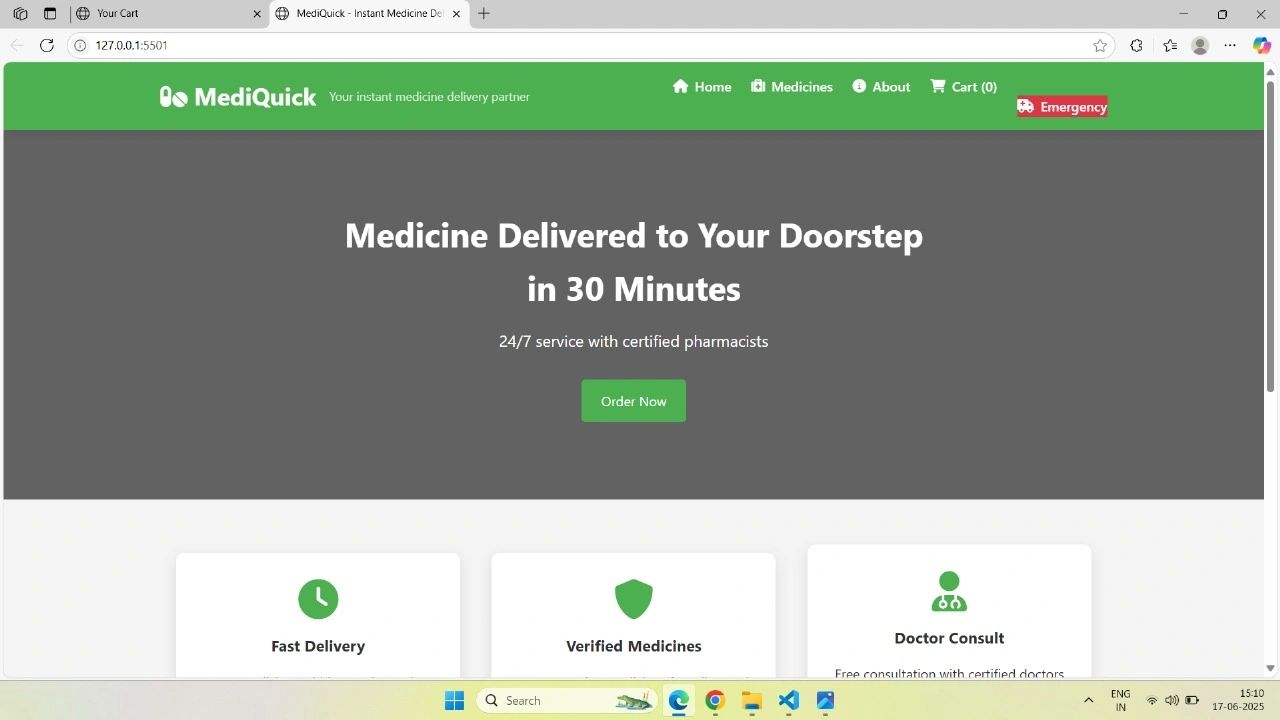 Your Cart
MediQuick - Instant Medicine Del
127.0.0.1:5501
MediQuick Your instant medicine delivery partner
Home Medicines About Cart (0)
Emergency
Medicine Delivered to Your Doorstep
in 30 Minutes
24/7 service with certified pharmacists
Order Now
Fast Delivery
Verified Medicines
Doctor Consult
Free consultation with certified doctors
Search
ENG
IN
15:10
17-06-2025